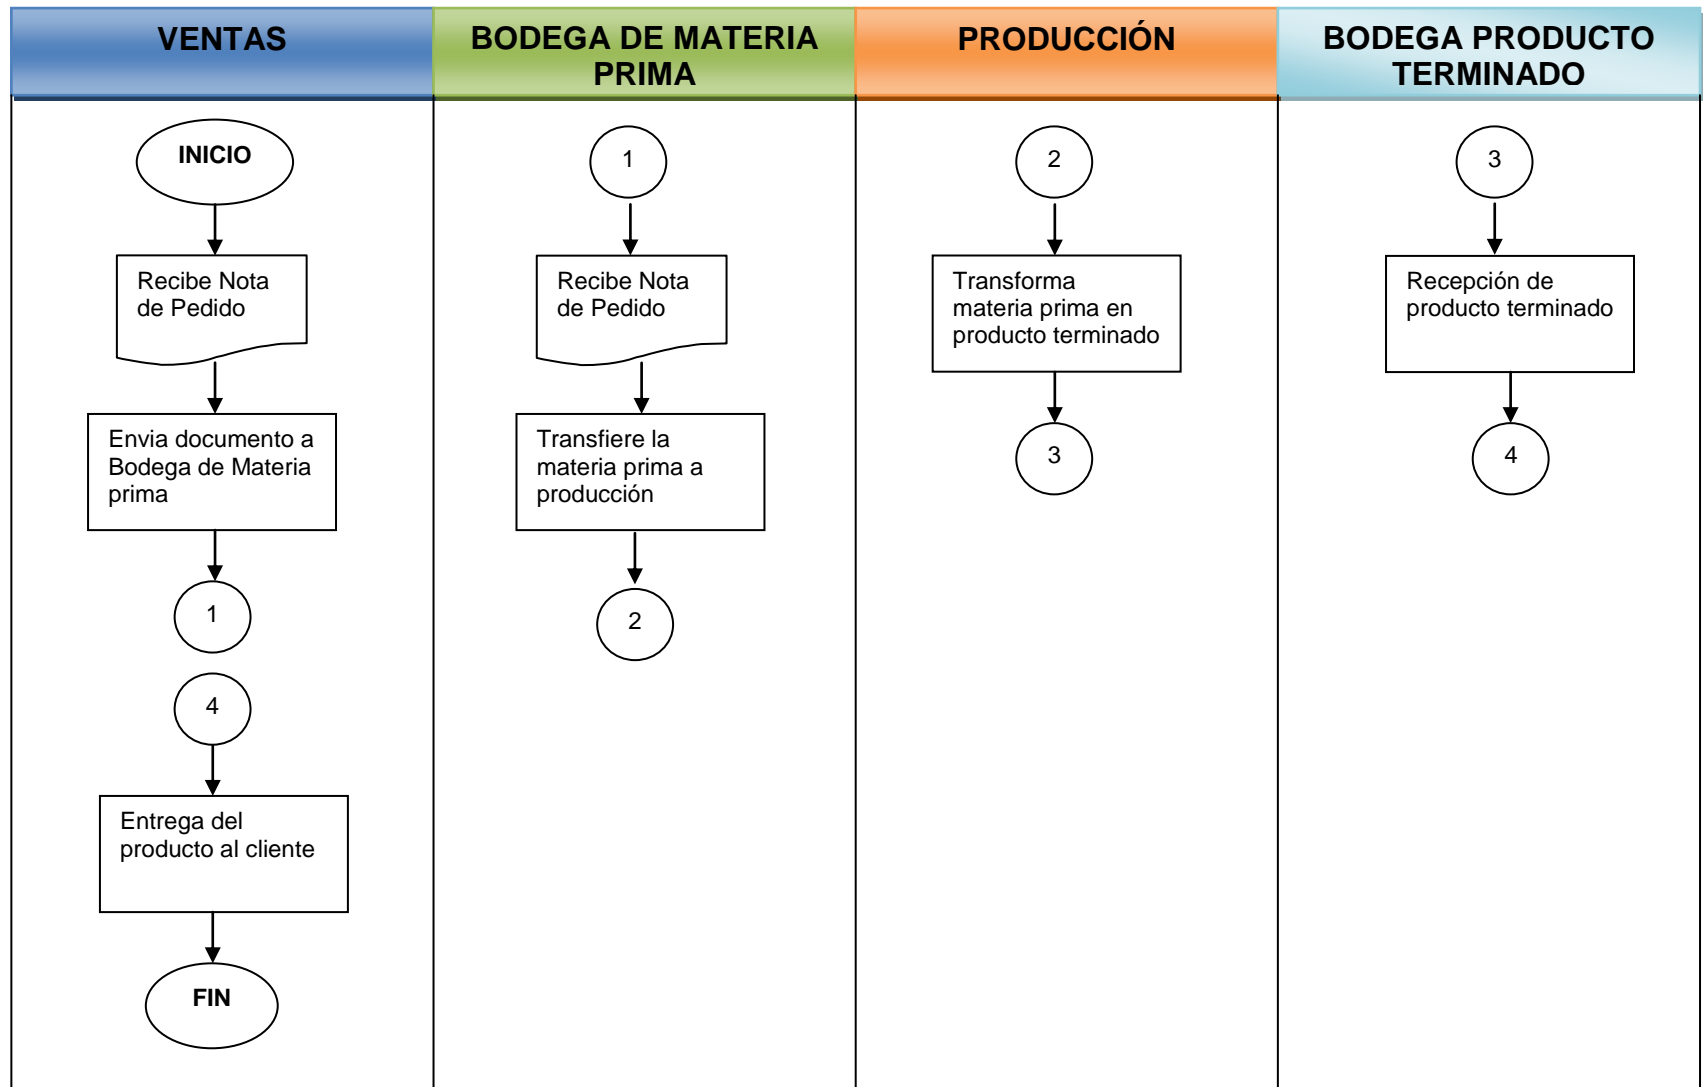 VENTAS
BODEGA DE MATERIA
PRIMA
PRODUCCIÓN
BODEGA PRODUCTO
TERMINADO
INICIO
Recibe Nota
de Pedido
Envia documento a
Bodega de Materia
prima
1
4
Entrega del
producto al cliente
FIN
1
Recibe Nota
de Pedido
Transfiere la
materia prima a
producción
2
2
Transforma
materia prima en
producto terminado
3
3
Recepción de
producto terminado
4